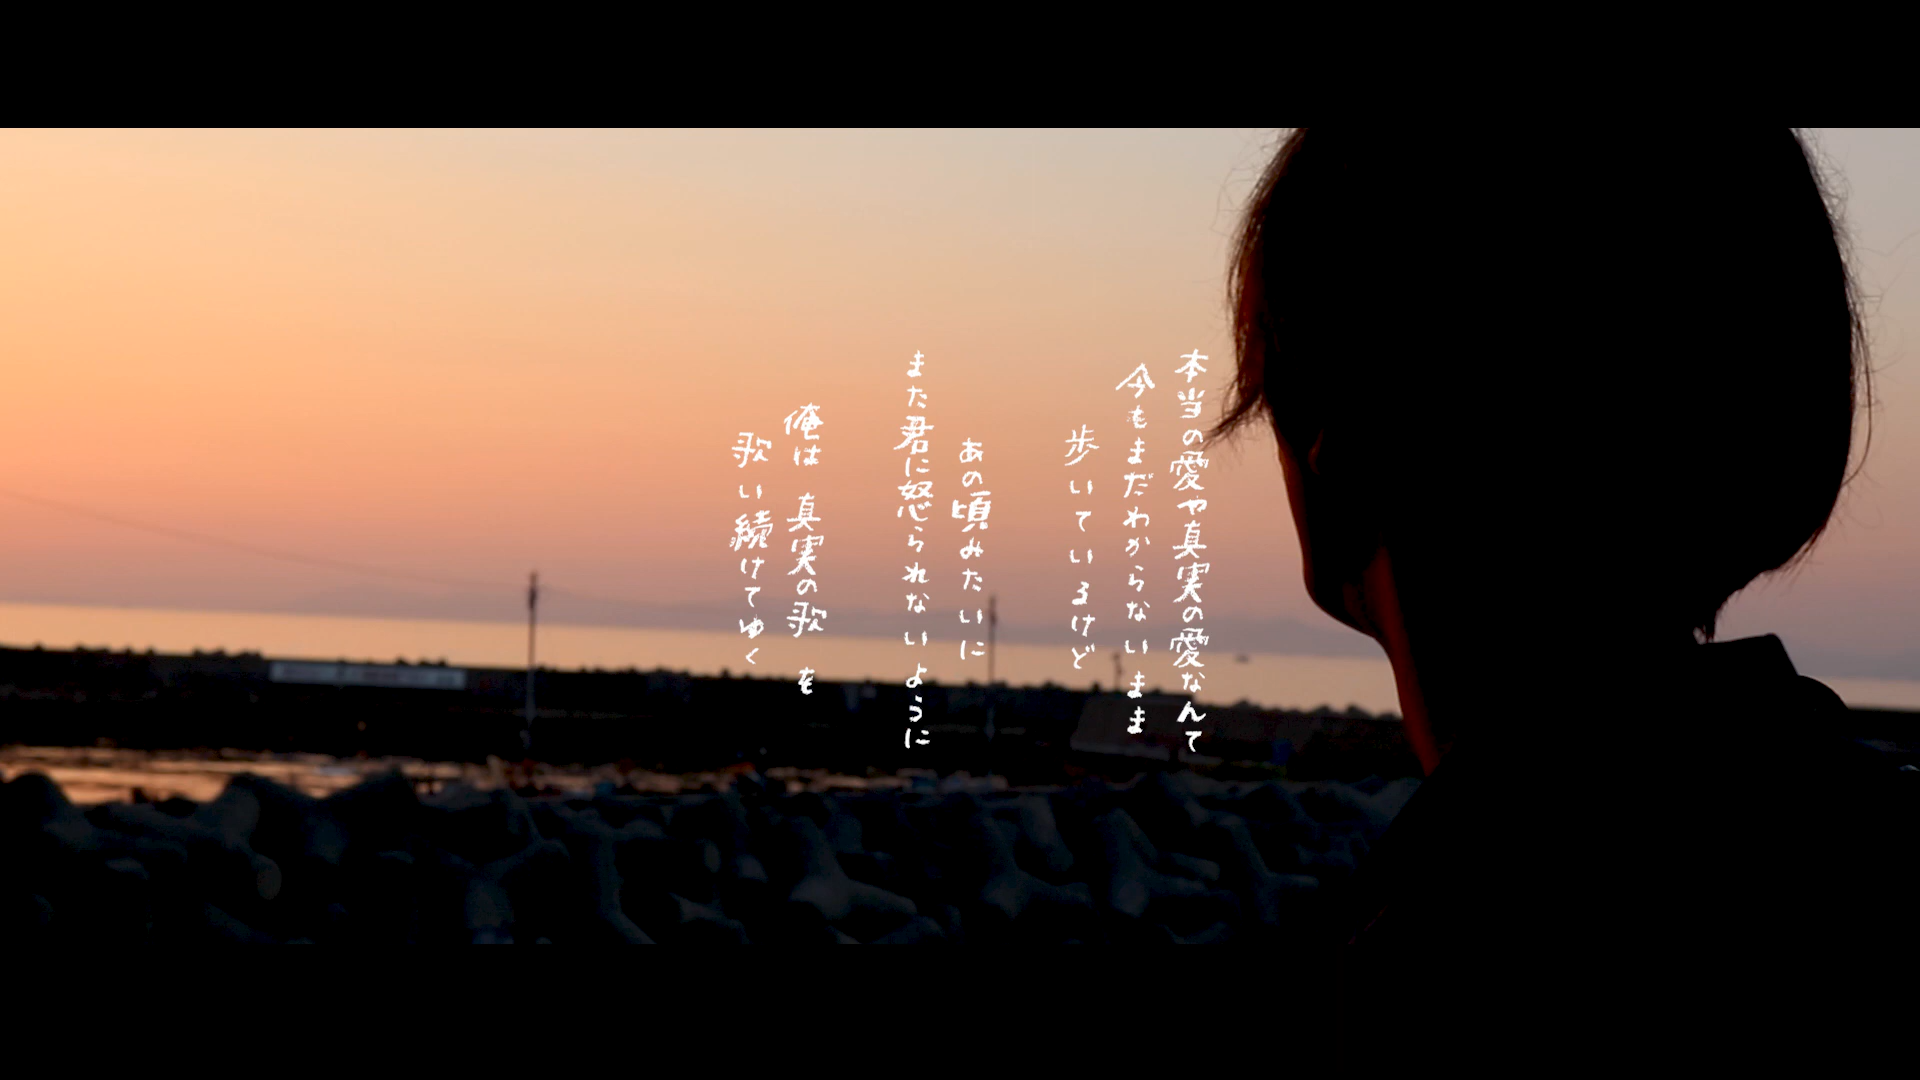 本当の愛や真実の愛なんて
今もまだわからないまま
歩いているけど
あの頃みたいに
また君に怒られないように
俺は 真実の歌を
歌い続けてゆく